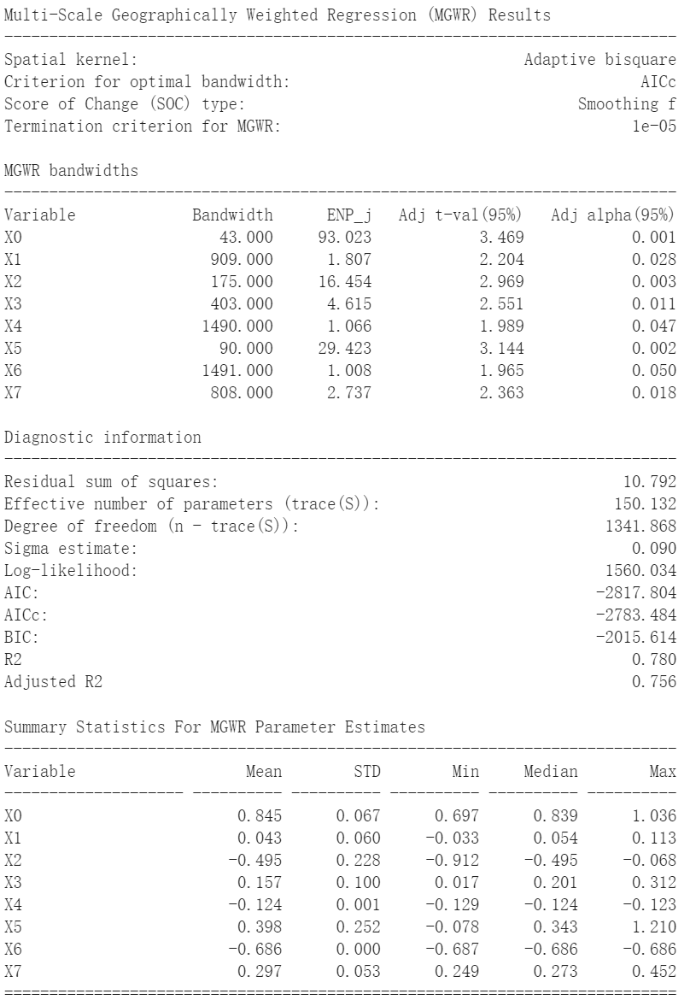 Multi-Scale Geographically Weighted Regression (MGWR) Results
---------------------------------------------------------------------------
Spatial kernel:                                           Adaptive bisquare
Criterion for optimal bandwidth:                                       AICc
Score of Change (SOC) type:                                     Smoothing f
Termination criterion for MGWR:                                       1e-05

MGWR bandwidths
---------------------------------------------------------------------------
Variable             Bandwidth      ENP_j   Adj t-val(95%)   Adj alpha(95%)
X0                      43.000     93.023            3.469            0.001
X1                     909.000      1.807            2.204            0.028
X2                     175.000     16.454            2.969            0.003
X3                     403.000      4.615            2.551            0.011
X4                    1490.000      1.066            1.989            0.047
X5                      90.000     29.423            3.144            0.002
X6                    1491.000      1.008            1.965            0.050
X7                     808.000      2.737            2.363            0.018

Diagnostic information
---------------------------------------------------------------------------
Residual sum of squares:                                             10.792
Effective number of parameters (trace(S)):                          150.132
Degree of freedom (n - trace(S)):                                  1341.868
Sigma estimate:                                                       0.090
Log-likelihood:                                                    1560.034
AIC:                                                              -2817.804
AICc:                                                             -2783.484
BIC:                                                              -2015.614
R2                                                                    0.780
Adjusted R2                                                           0.756

Summary Statistics For MGWR Parameter Estimates
---------------------------------------------------------------------------
Variable                   Mean        STD        Min     Median        Max
-------------------- ---------- ---------- ---------- ---------- ----------
X0                        0.845      0.067      0.697      0.839      1.036
X1                        0.043      0.060     -0.033      0.054      0.113
X2                       -0.495      0.228     -0.912     -0.495     -0.068
X3                        0.157      0.100      0.017      0.201      0.312
X4                       -0.124      0.001     -0.129     -0.124     -0.123
X5                        0.398      0.252     -0.078      0.343      1.210
X6                       -0.686      0.000     -0.687     -0.686     -0.686
X7                        0.297      0.053      0.249      0.273      0.452
===========================================================================